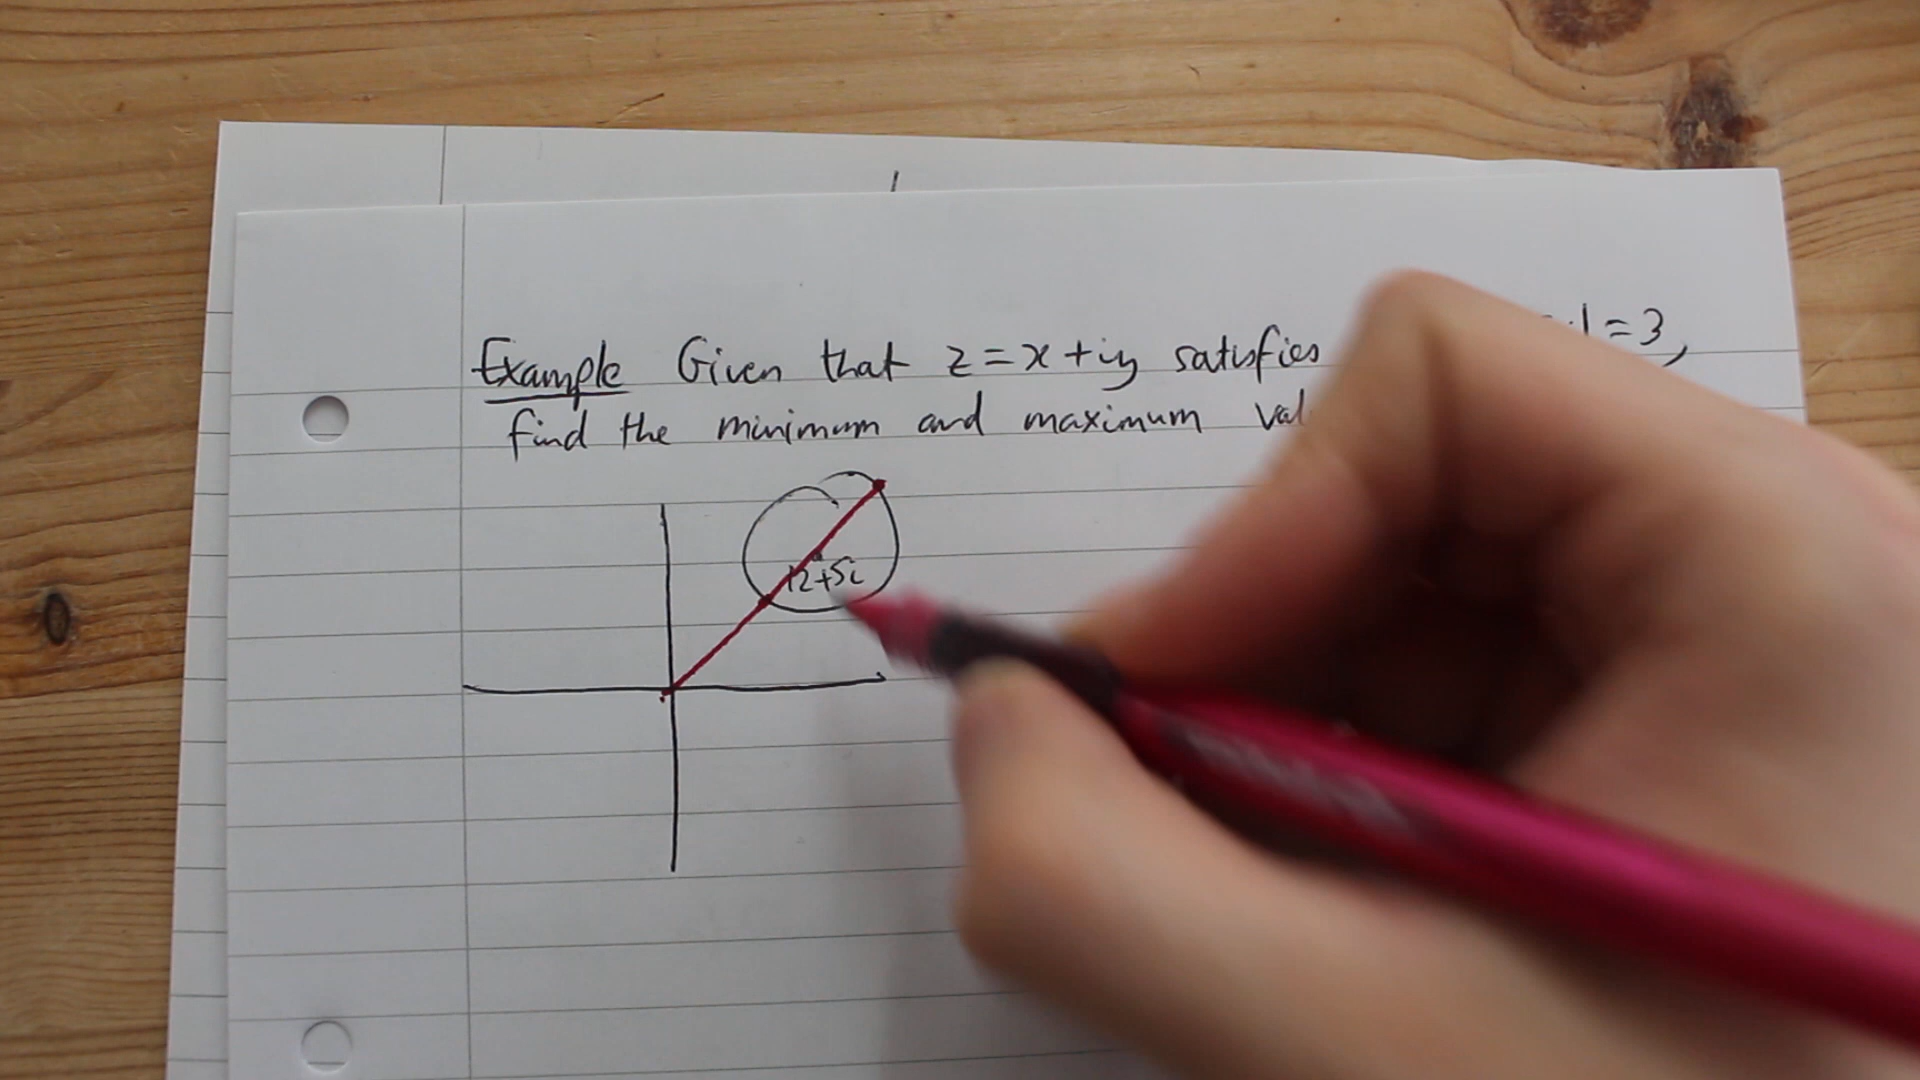 Example Given that z=x+iy satisfies =3,
find the minimum and maximum
12+5i